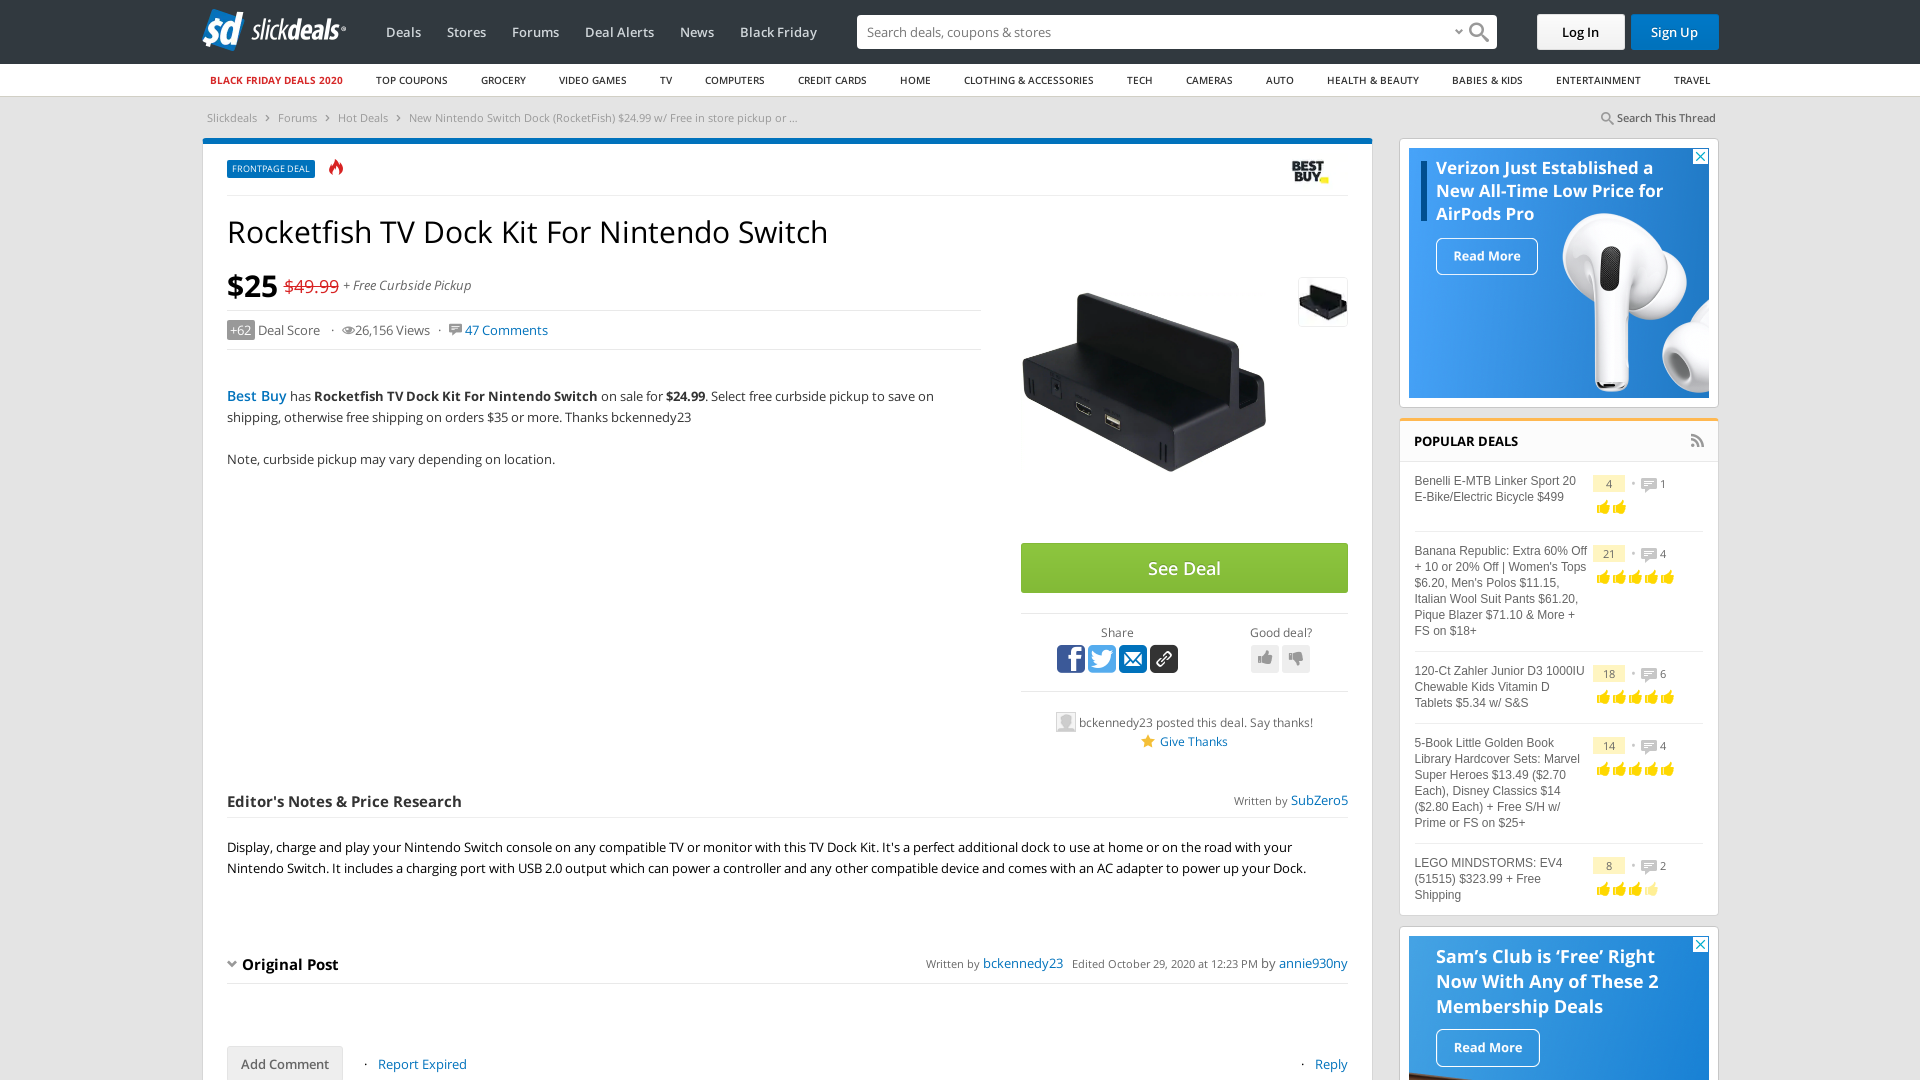 sd slickdeals
Deals Stores Forums Deal Alerts News Black Friday
Search deals, coupons & shopping stores
Log In
Sign Up
BLACK FRIDAY DEALS 2020 TOP COUPONS GROCERY VIDEO GAMES TV COMPUTERS CREDIT CARDS HOME CLOTHING & ACCESSORIES TECH CAMERAS AUTO HEALTH & BEAUTY BABIES & KIDS ENTERTAINMENT TRAVEL
Slickdeals › Forums › Hot Deals › New Nintendo Switch Dock (RocketFish) $24.99 w/ Free in store pickup or ...
Search This Thread
FRONTPAGE DEAL
BEST
BUY
Rocketfish TV Dock Kit For Nintendo Switch
$25 $49.99 + Free Curbside Pickup
+62 Deal Score · 26,156 Views · 47 Comments
Best Buy has Rocketfish TV Dock Kit For Nintendo Switch on sale for $24.99. Select free curbside pickup to save on
shipping, otherwise free shipping on orders $35 or more. Thanks bckennedy23
Note, curbside pickup may vary depending on location.
See Deal
Share
Good deal?
bckennedy23 posted this deal. Say thanks!
Give Thanks
Editor's Notes & Price Research
Written by SubZero5
Display, charge and play your Nintendo Switch console on any compatible TV or monitor with this TV Dock Kit. It's a perfect additional dock to use at home or on the road with your
Nintendo Switch. It includes a charging port with USB 2.0 output which can power a controller and any other compatible device and comes with an AC adapter to power up your Dock.
Original Post
Written by bckennedy23 Edited October 29, 2020 at 12:23 PM by annie930ny
Add Comment · Report Expired
· Reply
Verizon Just Established a
New All-Time Low Price for
AirPods Pro
Read More
POPULAR DEALS
Benelli E-MTB Linker Sport 20
E-Bike/Electric Bicycle $499
4 • 1
Banana Republic: Extra 60% Off
+ 10 or 20% Off | Women's Tops
$6.20, Men's Polos $11.15,
Italian Wool Suit Pants $61.20,
Pique Blazer $71.10 & More +
FS on $18+
21 • 4
120-Ct Zahler Junior D3 1000IU
Chewable Kids Vitamin D
Tablets $5.34 w/ S&S
18 • 6
5-Book Little Golden Book
Library Hardcover Sets: Marvel
Super Heroes $13.49 ($2.70
Each), Disney Classics $14
($2.80 Each) + Free S/H w/
Prime or FS on $25+
14 • 4
LEGO MINDSTORMS: EV4
(51515) $323.99 + Free
Shipping
8 • 2
Sam's Club is ‘Free’ Right
Now With Any of These 2
Membership Deals
Read More